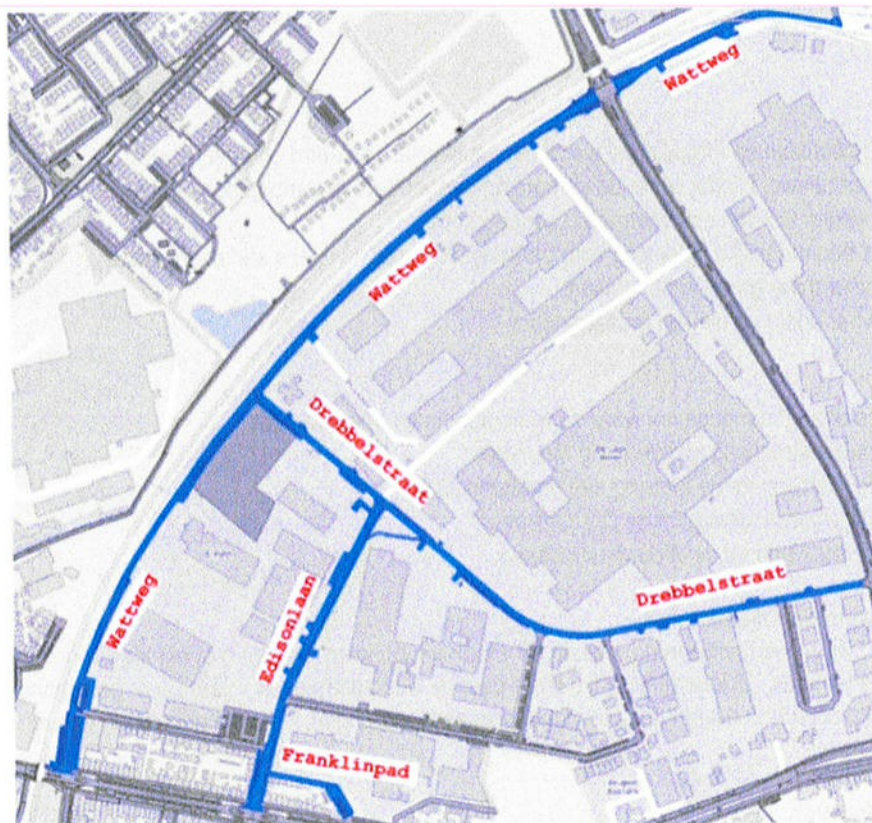 Wattweg
Wattweg
Drebbelstraat
Drebbelstraat
Edisonlaan
Wattweg
Franklinpad